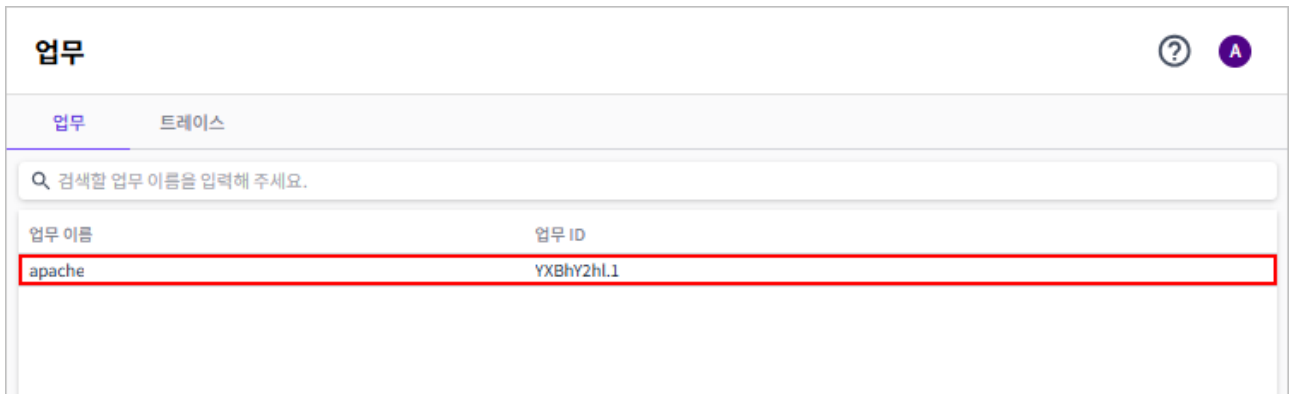 업무
A
업무 트레이스
검색할 업무 이름을 입력해 주세요.
업무 이름 업무 ID
apache YXBhY2hl.1